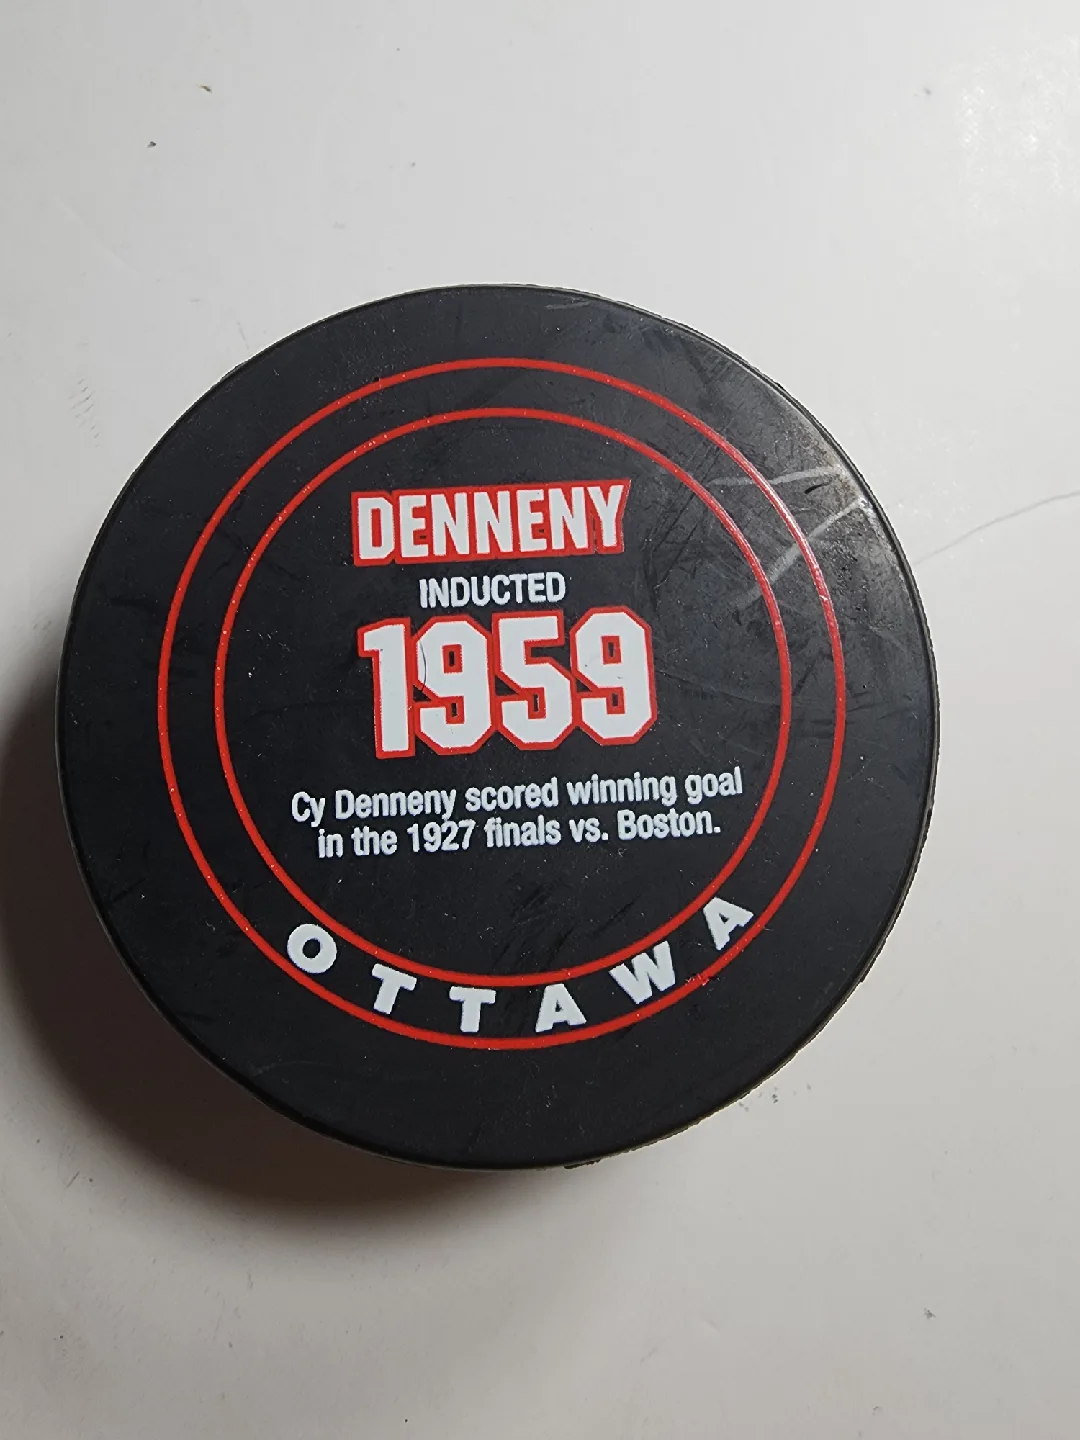 DENNENY
INDUCTED
1959
Cy Denneny scored winning goal
in the 1927 finals vs. Boston.
OTTAWA